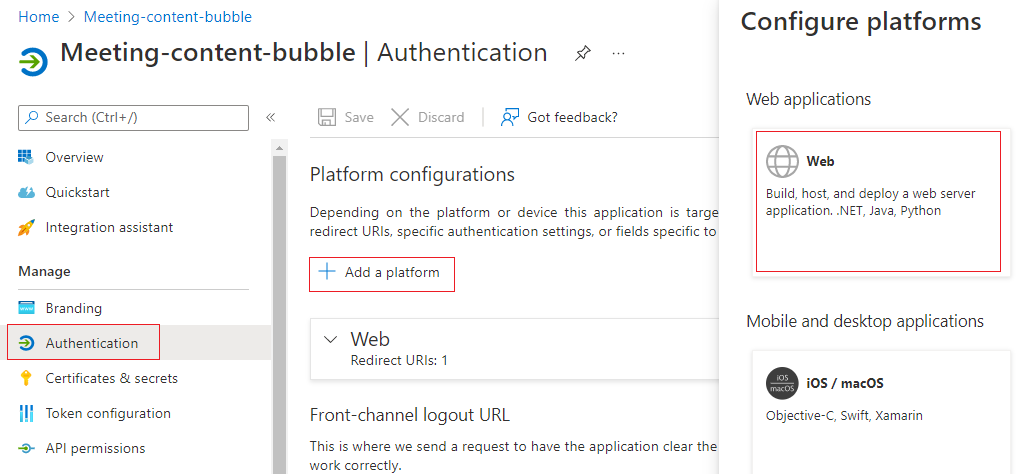 Home > Meeting-content-bubble
Meeting-content-bubble | Authentication
Search (Ctrl+/)
Overview
Quickstart
Integration assistant
Manage
Branding
Authentication
Certificates & secrets
Token configuration
API permissions
Save
Discard
Got feedback?
Platform configurations
Depending on the platform or device this application is targe
redirect URIs, specific authentication settings, or fields specific to
Add a platform
Web
Redirect URIs: 1
Front-channel logout URL
This is where we send a request to have the application clear the
work correctly.
Configure platforms
Web applications
Web
Build, host, and deploy a web server
application. .NET, Java, Python
Mobile and desktop applications
iOS
macOS
iOS / macOS
Objective-C, Swift, Xamarin